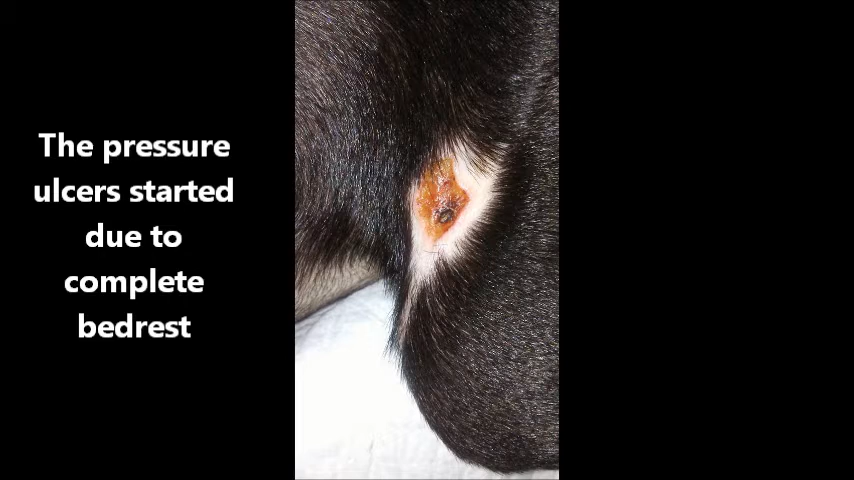 The pressure
ulcers started
due to
complete
bedrest